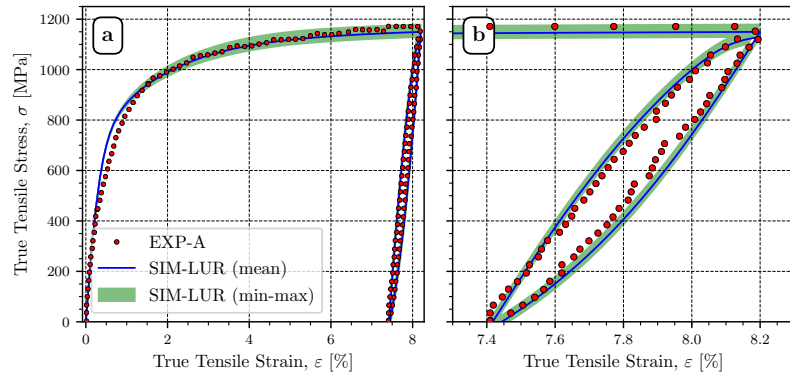 True Tensile Stress, σ [MPa]
1200
1000
800
600
400
200
0
a
EXP-A
SIM-LUR (mean)
SIM-LUR (min-max)
0 2 4 6 8
True Tensile Strain, ε [%]
b
7.4 7.6 7.8 8.0 8.2
True Tensile Strain, ε [%]